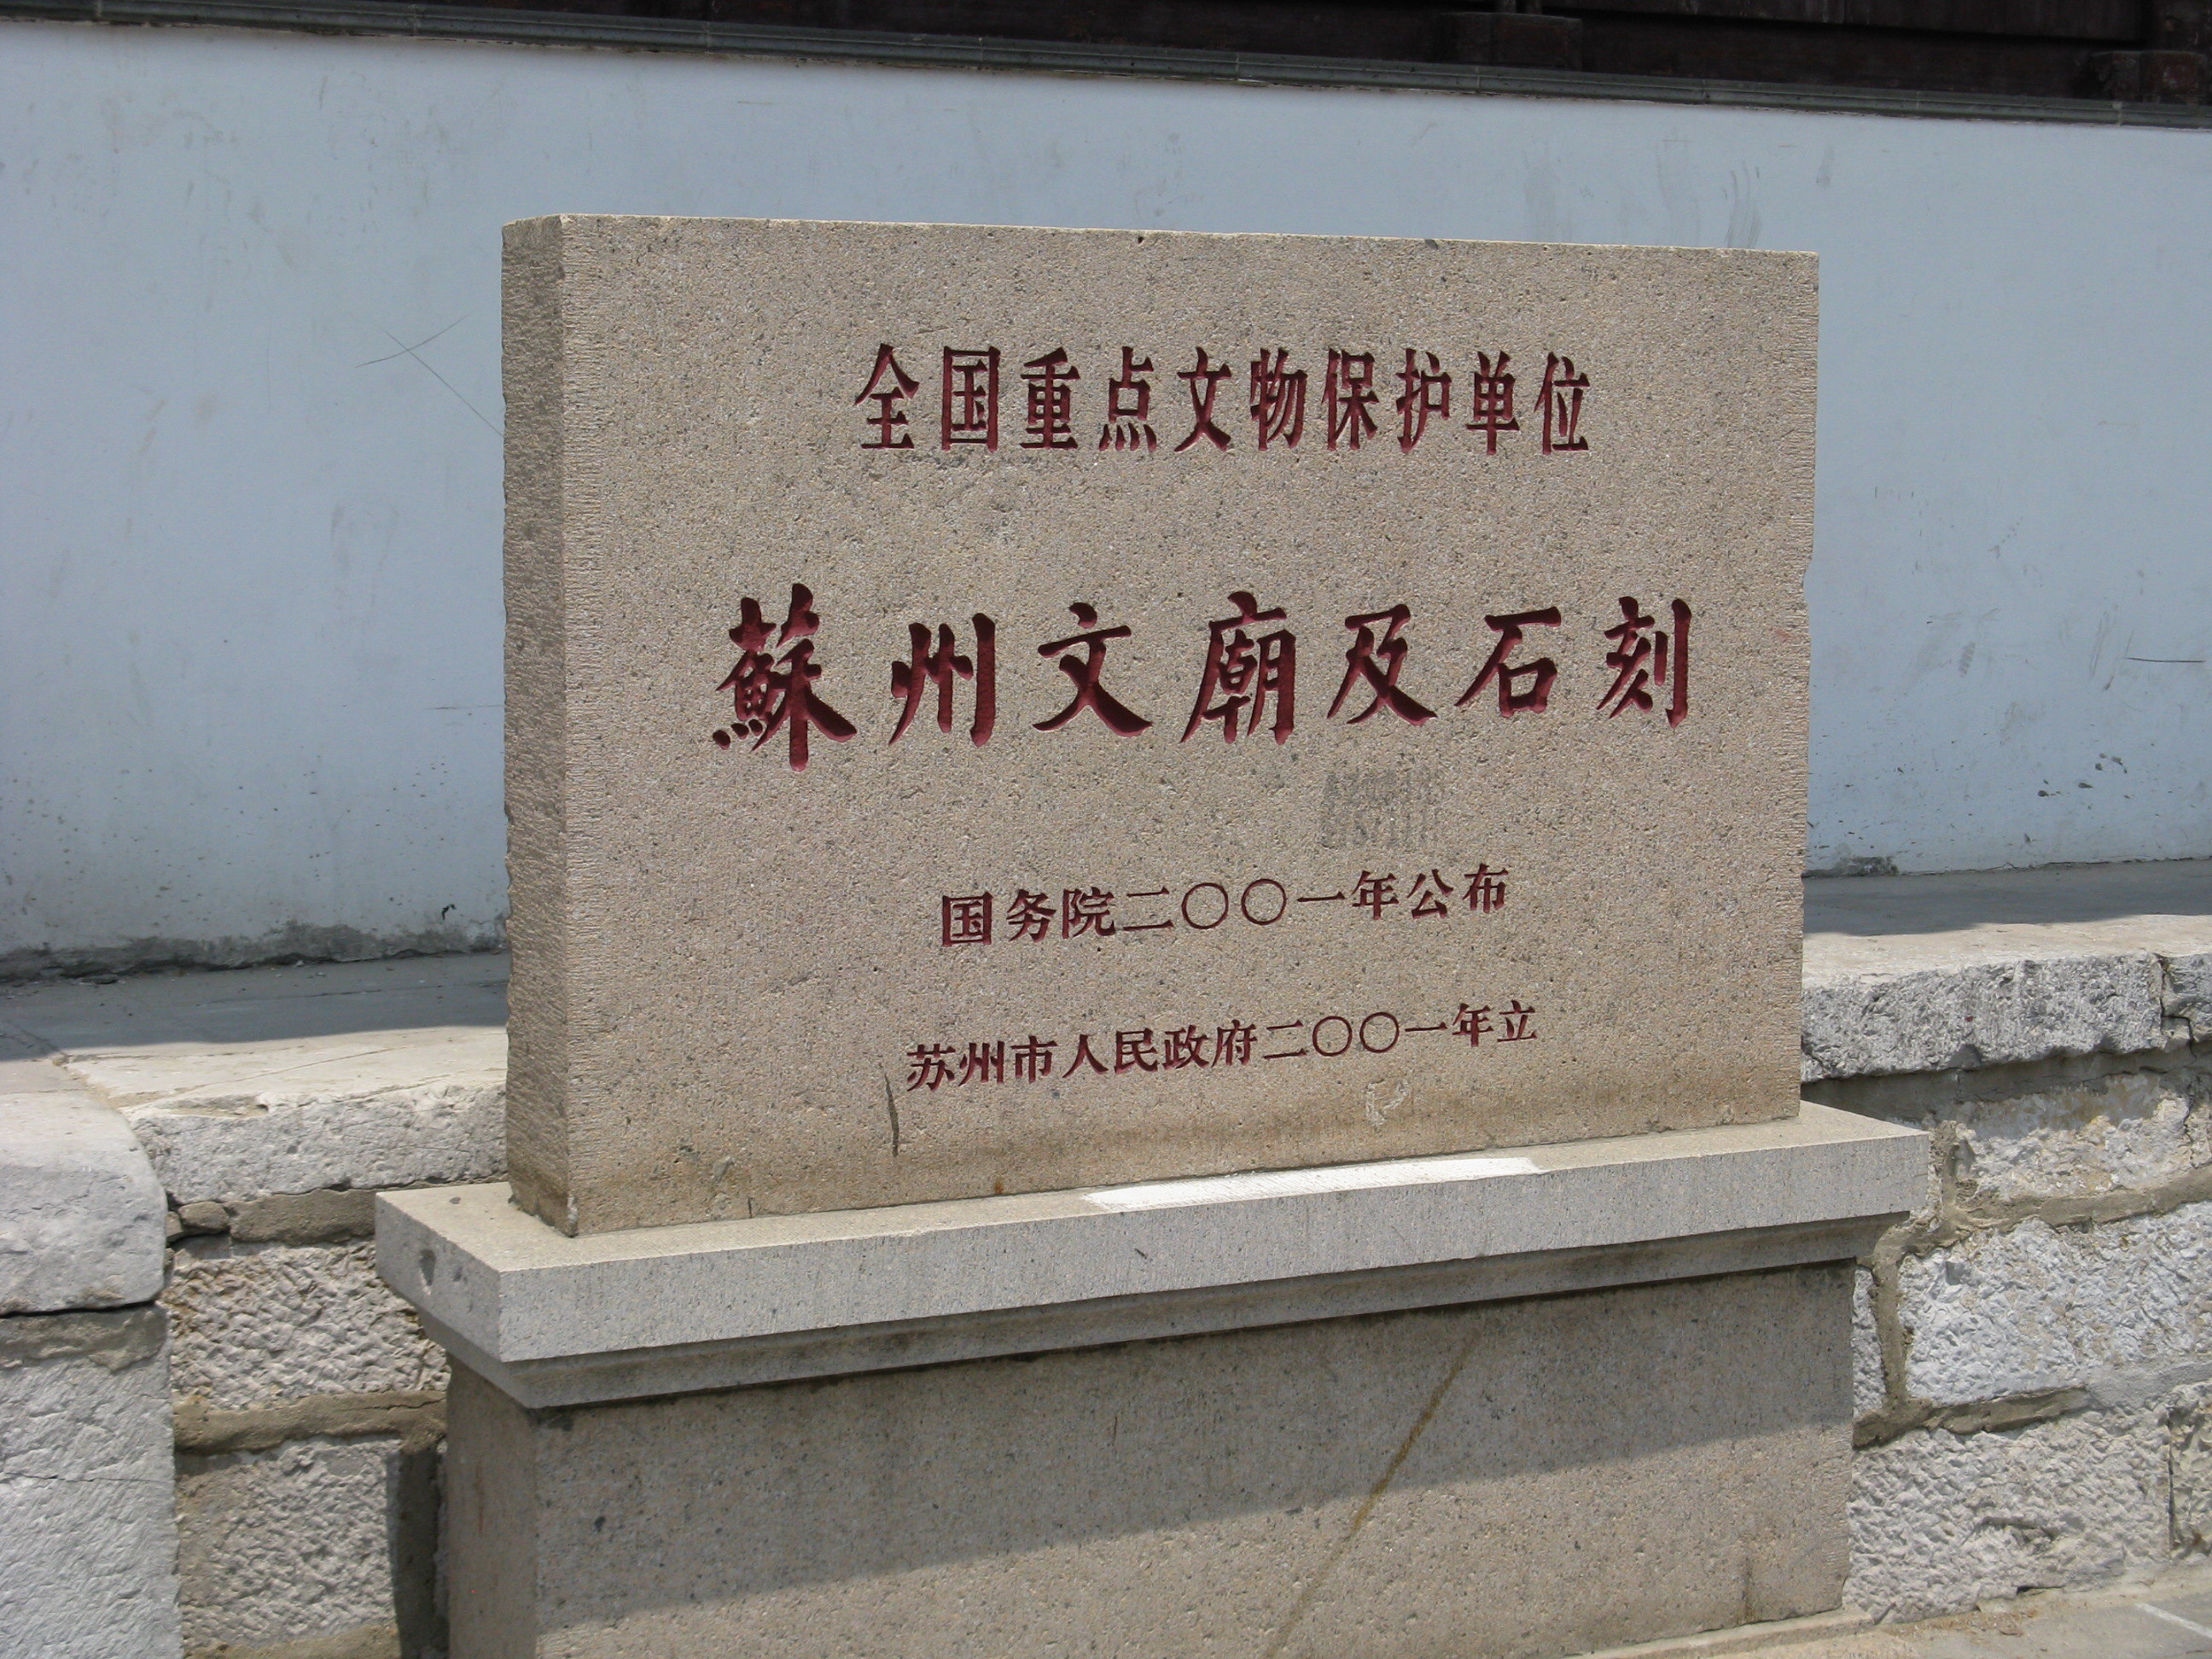 全国重点文物保护单位
蘇州文廟及石刻
国务院二〇〇一年公布
苏州市人民政府二〇〇一年立